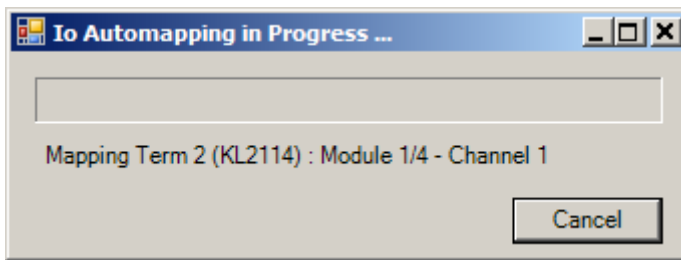 Io Automapping in Progress ...
Mapping Term 2 (KL2114) : Module 1/4 - Channel 1
Cancel